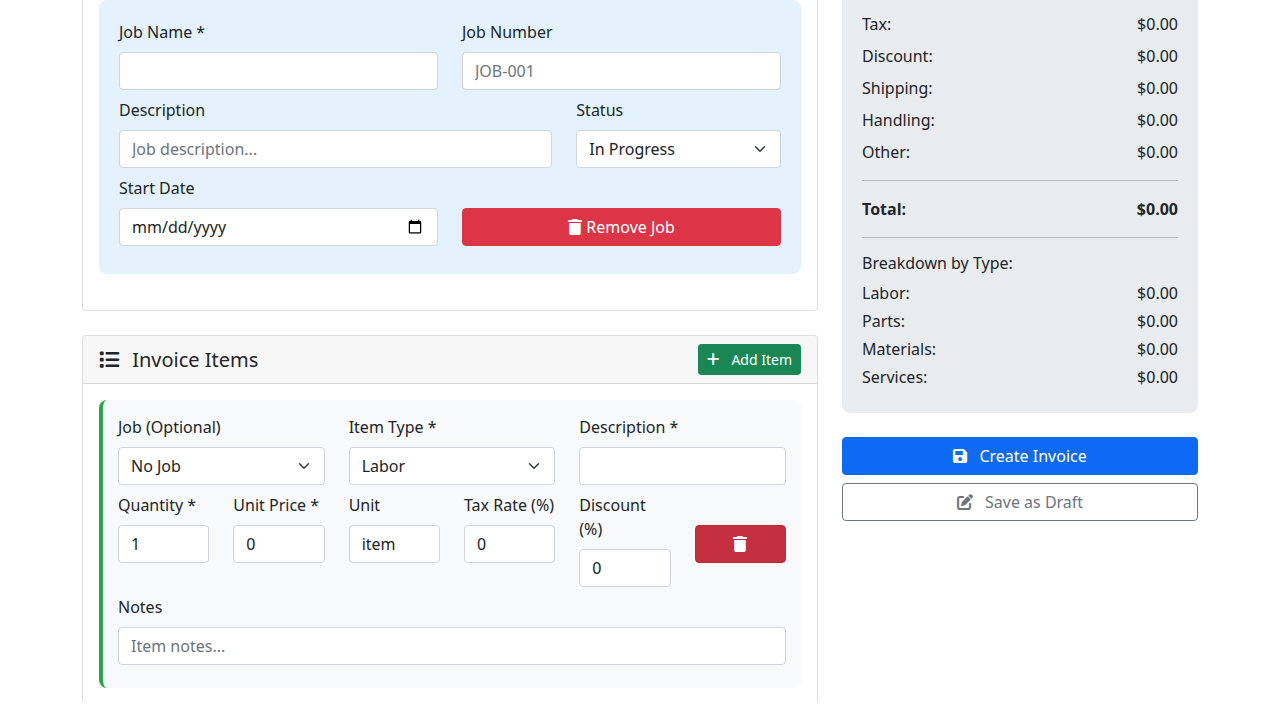 Job Name *
Job Number
JOB-001
Description
Status
Job description...
In Progress
Start Date
mm/dd/yyyy
Remove Job
Invoice Items
Add Item
Job (Optional)
Item Type *
Description *
No Job
Labor
Quantity *
Unit Price *
Unit
Tax Rate (%)
Discount
(%)
1
0
item
0
0
Notes
Item notes...
Tax: $0.00
Discount: $0.00
Shipping: $0.00
Handling: $0.00
Other: $0.00
Total: $0.00
Breakdown by Type:
Labor: $0.00
Parts: $0.00
Materials: $0.00
Services: $0.00
Create Invoice
Save as Draft